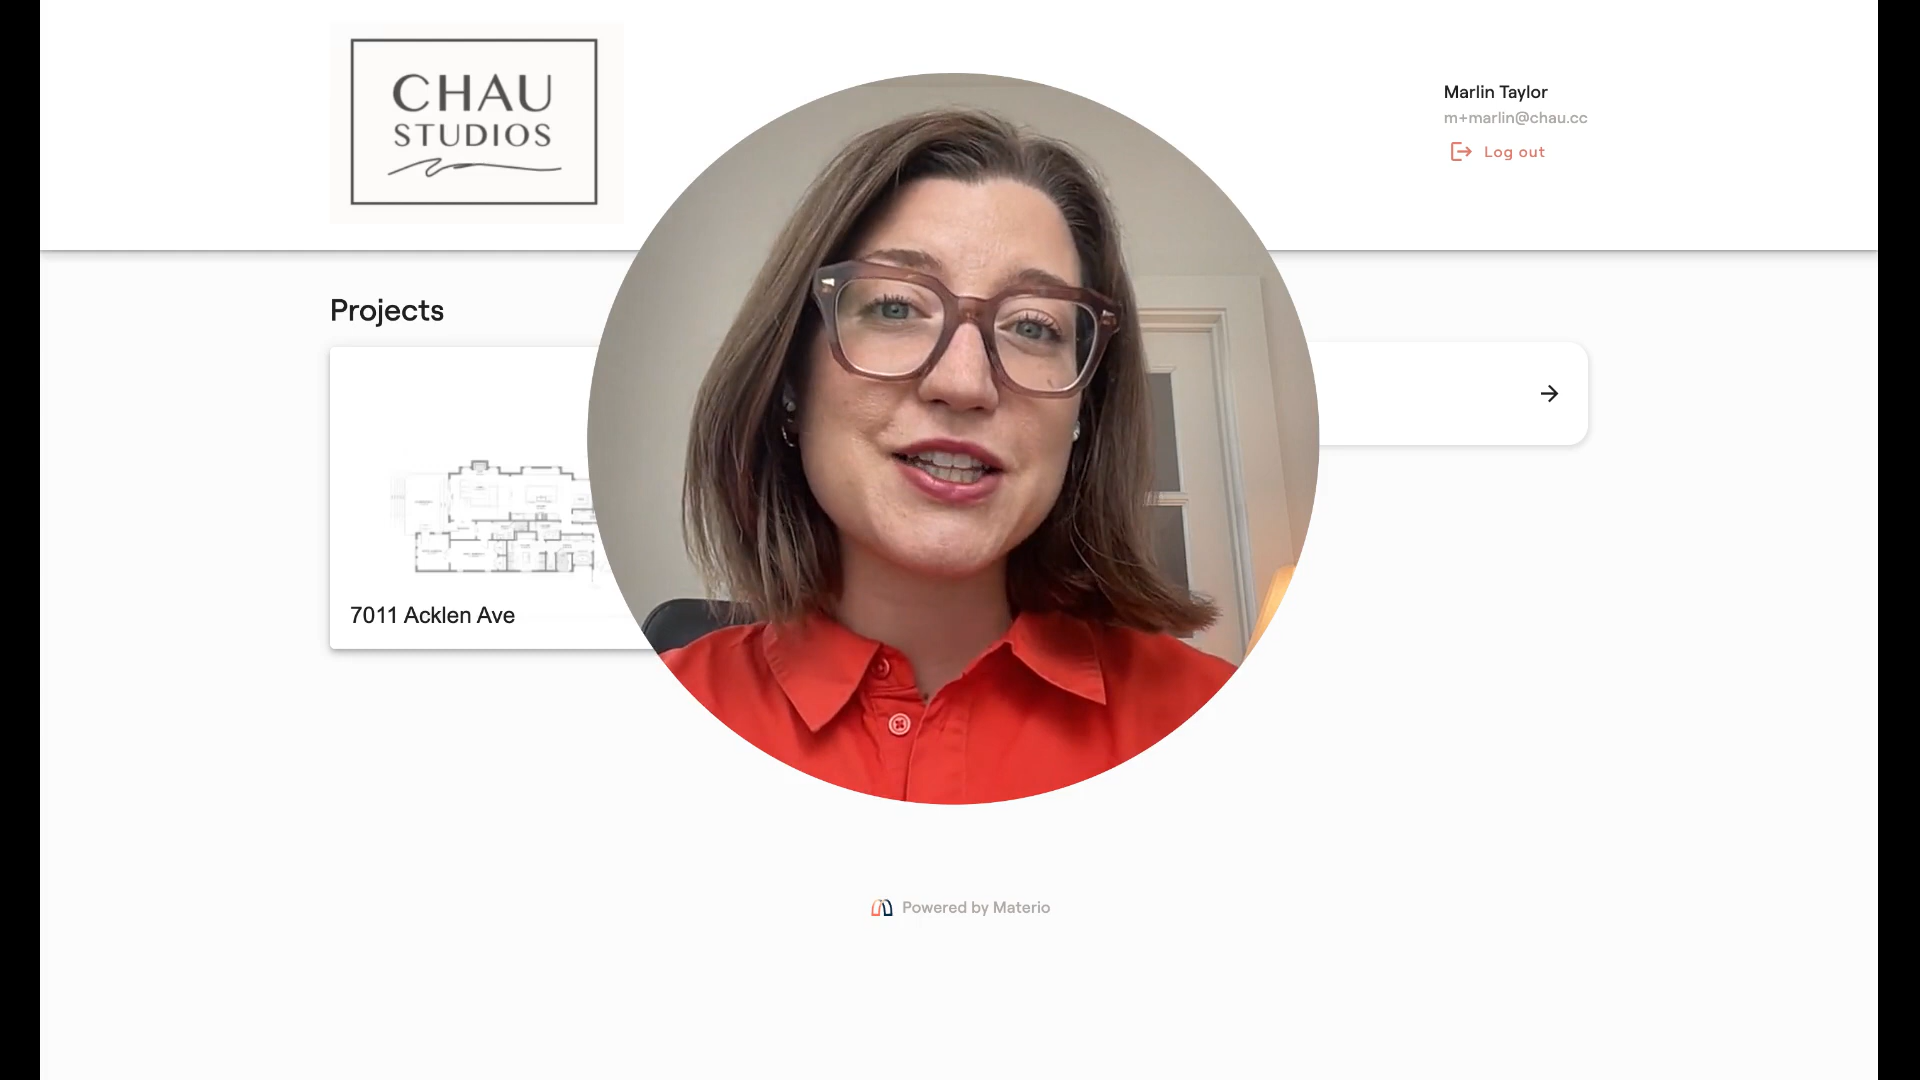 CHAU
STUDIOS
Marlin Taylor
m+marlin@chau.cc
Log out
Projects
7011 Acklen Ave
Powered by Materio